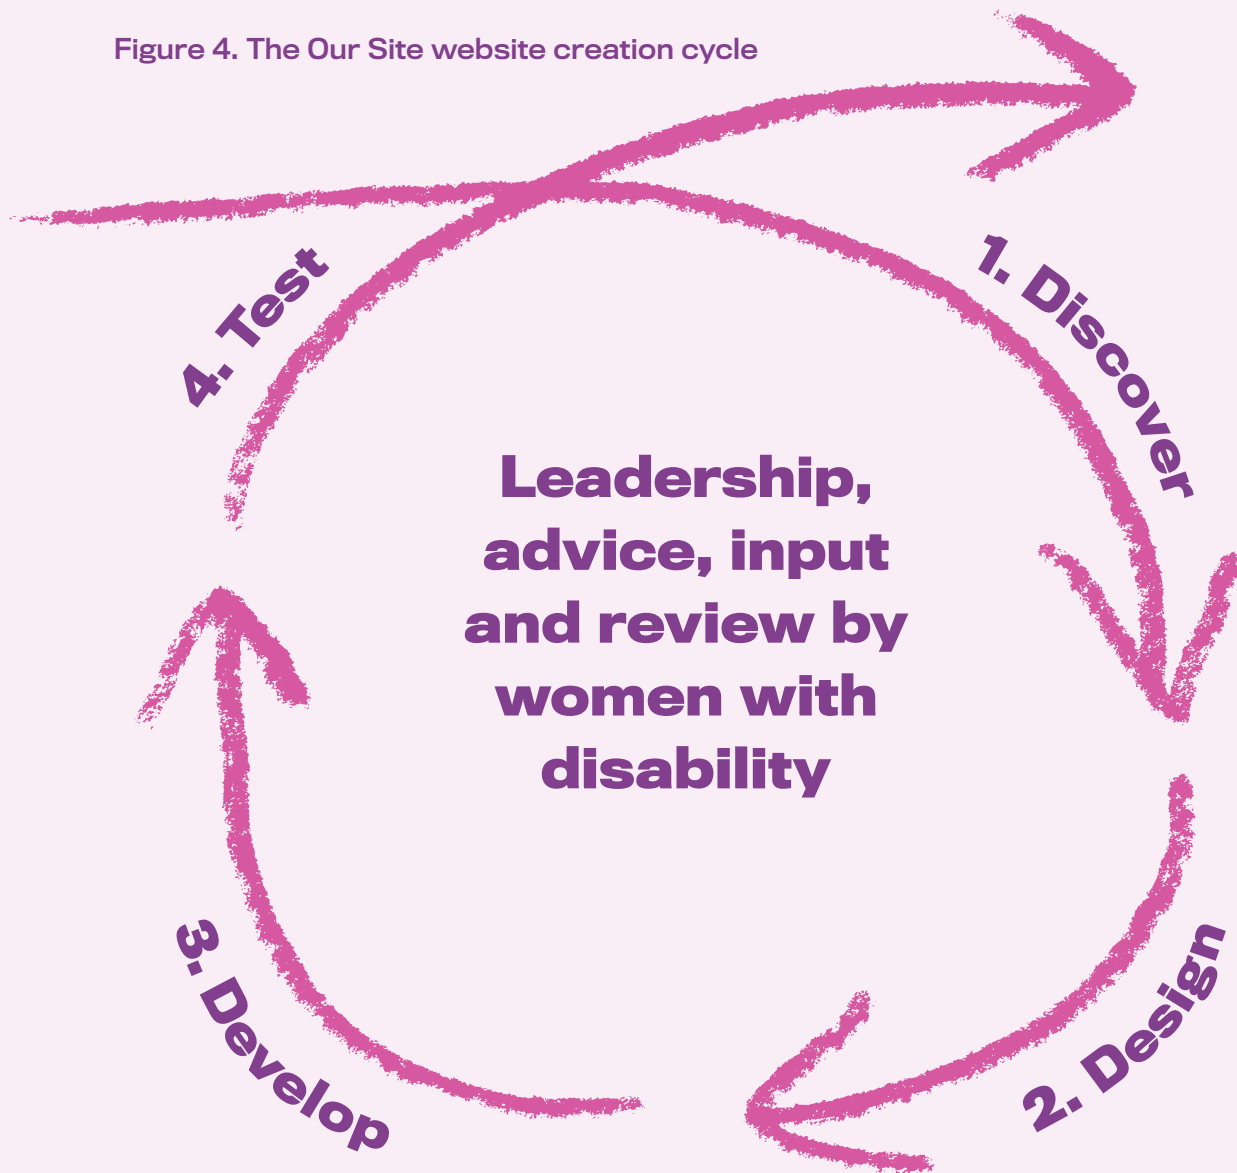 Figure 4. The Our Site website creation cycle
1. Discover
2. Design
3. Develop
4. Test
Leadership,
advice, input
and review by
women with
disability